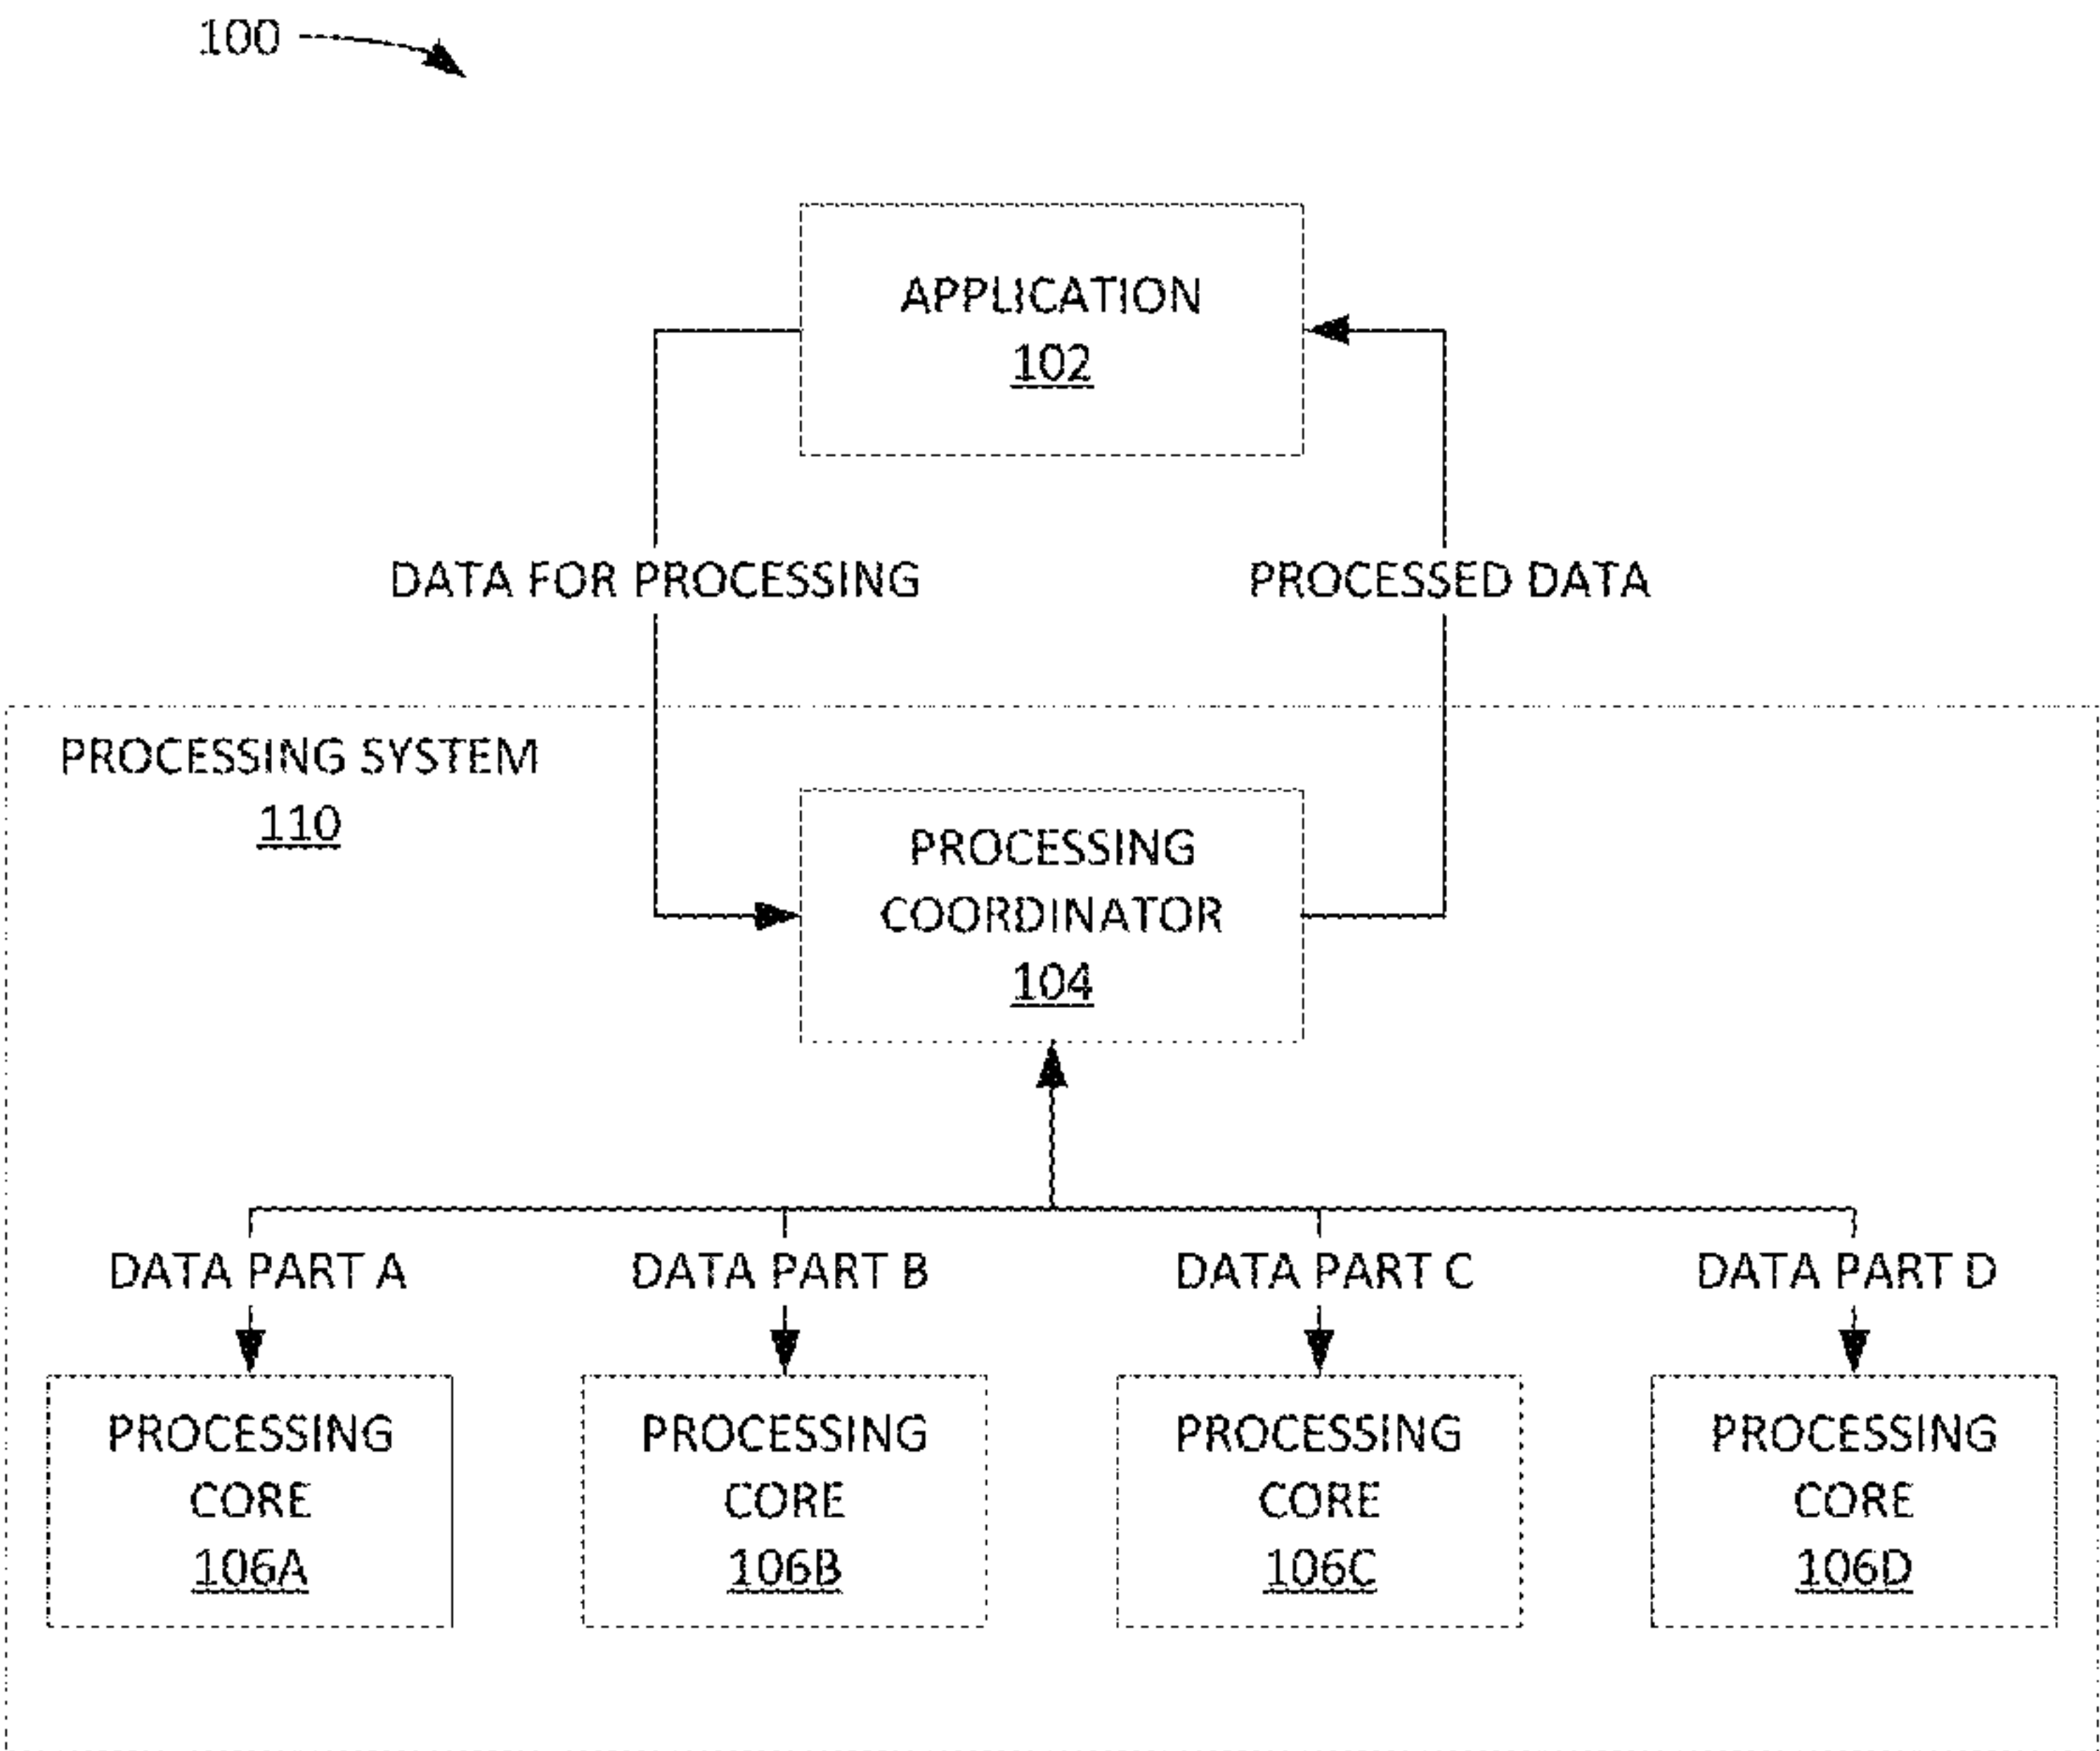 100
APPLICATION
102
DATA FOR PROCESSING
PROCESSED DATA
PROCESSING SYSTEM
110
PROCESSING
COORDINATOR
104
DATA PART A
DATA PART B
DATA PART C
DATA PART D
PROCESSING
CORE
106A
PROCESSING
CORE
106B
PROCESSING
CORE
106C
PROCESSING
CORE
106D